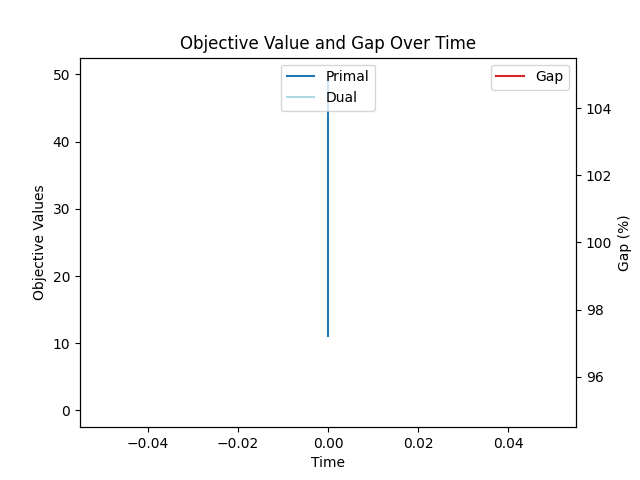 Objective Value and Gap Over Time
Primal
Dual
Gap
50
40
30
20
10
0
Objective Values
104
102
100
98
96
Gap (%)
−0.04
−0.02
0.00
0.02
0.04
Time